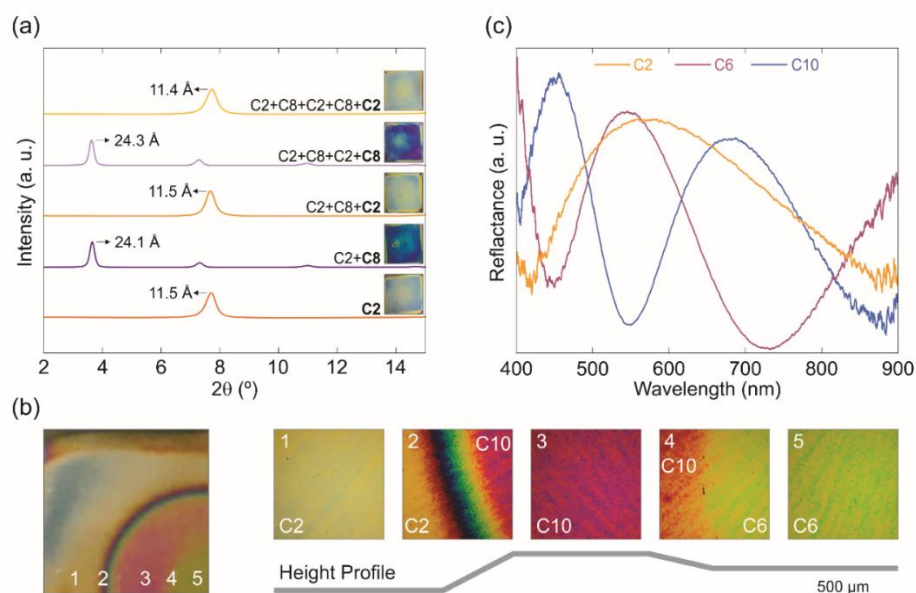 (a)
Intensity (a. u.)
11.4 Å
C2+C8+C2+C8+C2
24.3 Å
C2+C8+C2+C8
11.5 Å
C2+C8+C2
24.1 Å
C2+C8
11.5 Å
C2
2 4 6 8 10 12 14
2θ (º)
(c)
C2 C6 C10
Reflectance (a. u.)
400 500 600 700 800 900
Wavelength (nm)
(b)
1 2 3 4 5
1
C2
2
C10
C2
3
C10
4
C10
C6
5
C6
Height Profile
500 µm